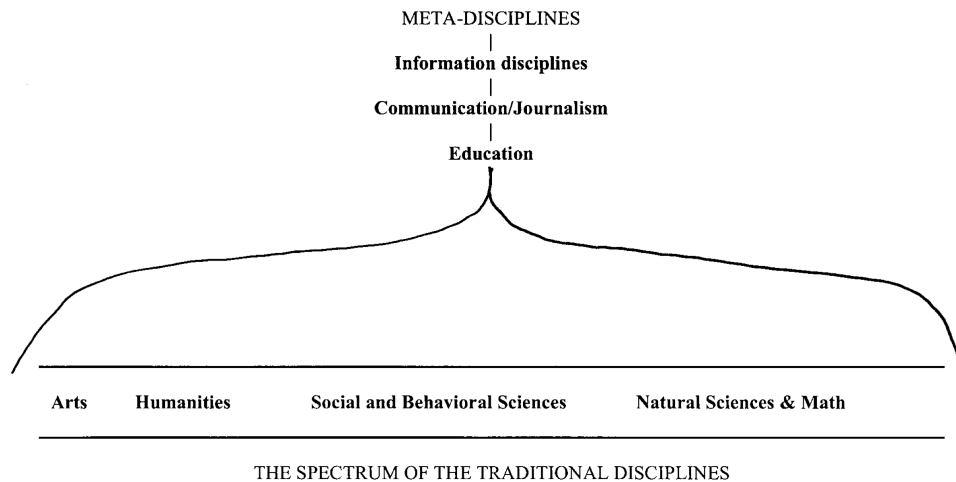 META-DISCIPLINES
Information disciplines
Communication/Journalism
Education
Arts Humanities Social and Behavioral Sciences Natural Sciences & Math
THE SPECTRUM OF THE TRADITIONAL DISCIPLINES